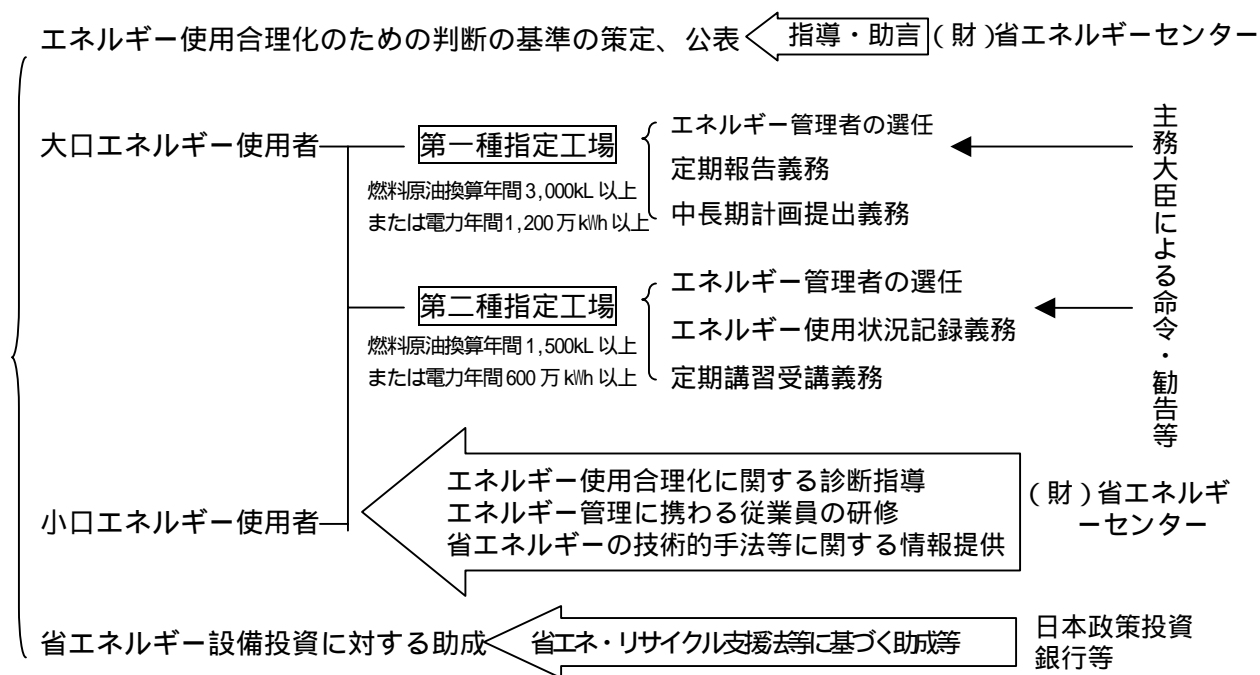 エネルギー使用合理化のための判断の基準の策定、公表
指導・助言
(財)省エネルギーセンター
大口エネルギー使用者
第一種指定工場
燃料原油換算年間3,000kL以上
または電力年間1,200万kWh以上
エネルギー管理者の選任
定期報告義務
中長期計画提出義務
主務大臣による命令・勧告等
第二種指定工場
燃料原油換算年間1,500kL以上
または電力年間600万kWh以上
エネルギー管理者の選任
エネルギー使用状況記録義務
定期講習受講義務
小口エネルギー使用者
エネルギー使用合理化に関する診断指導
エネルギー管理に携わる従業員の研修
省エネルギーの技術的手法等に関する情報提供
(財)省エネルギ
ーセンター
省エネルギー設備投資に対する助成
省エネ・リサイクル支援法等に基づく助成等
日本政策投資
銀行等